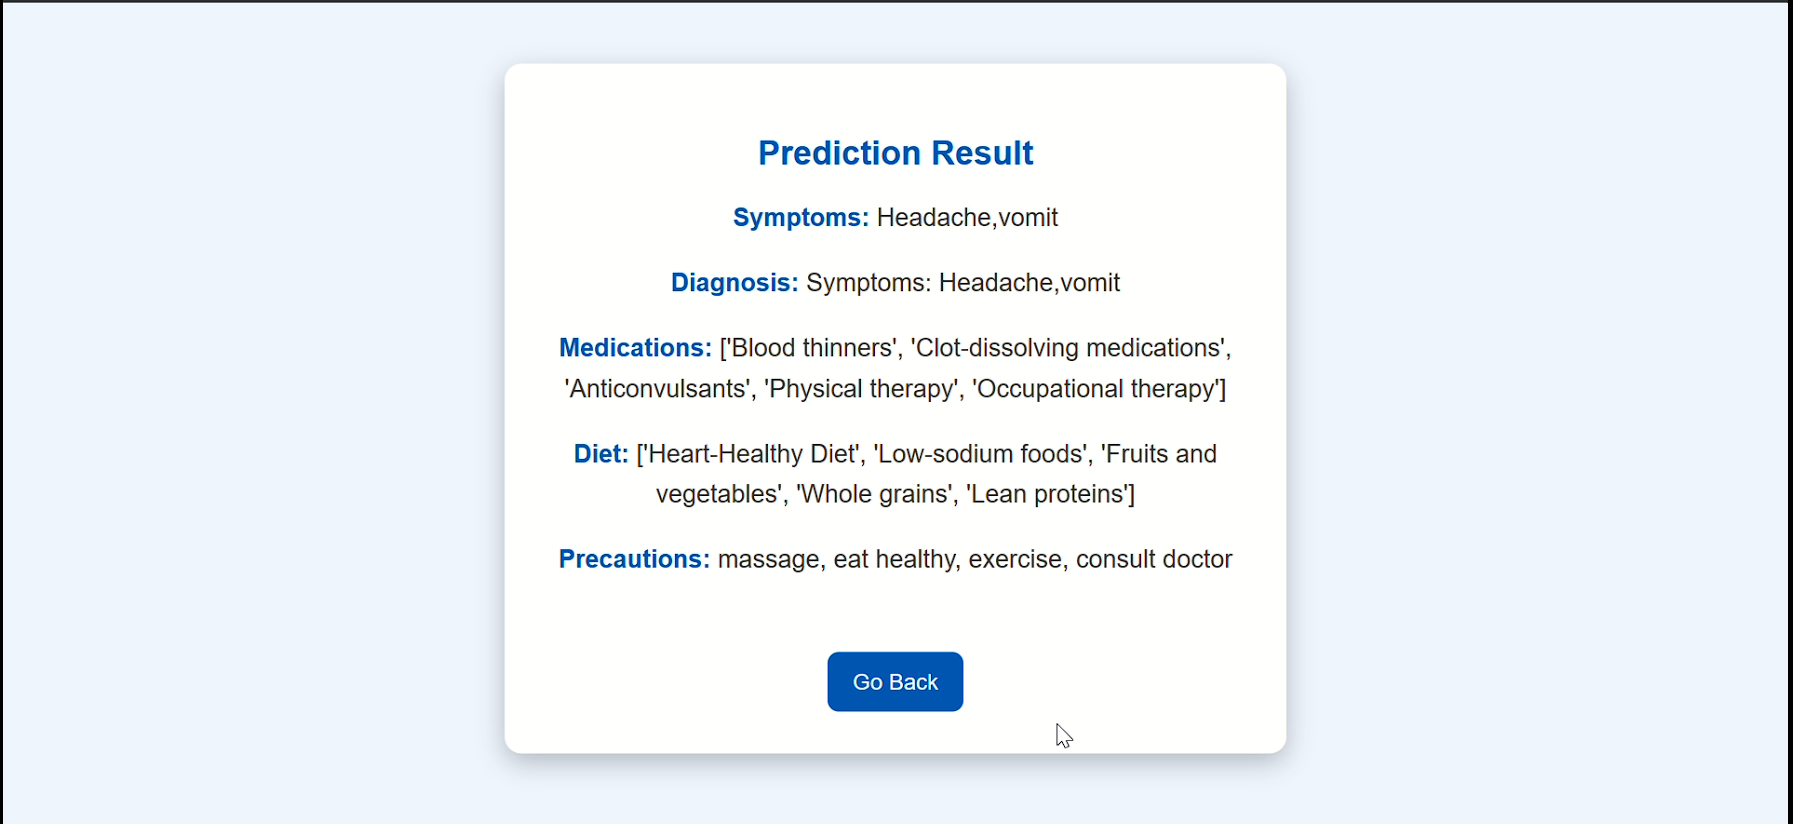 Prediction Result
Symptoms: Headache,vomit
Diagnosis: Symptoms: Headache,vomit
Medications: ['Blood thinners', 'Clot-dissolving medications',
'Anticonvulsants', 'Physical therapy', 'Occupational therapy']
Diet: ['Heart-Healthy Diet', 'Low-sodium foods', 'Fruits and
vegetables', 'Whole grains', 'Lean proteins']
Precautions: massage, eat healthy, exercise, consult doctor
Go Back